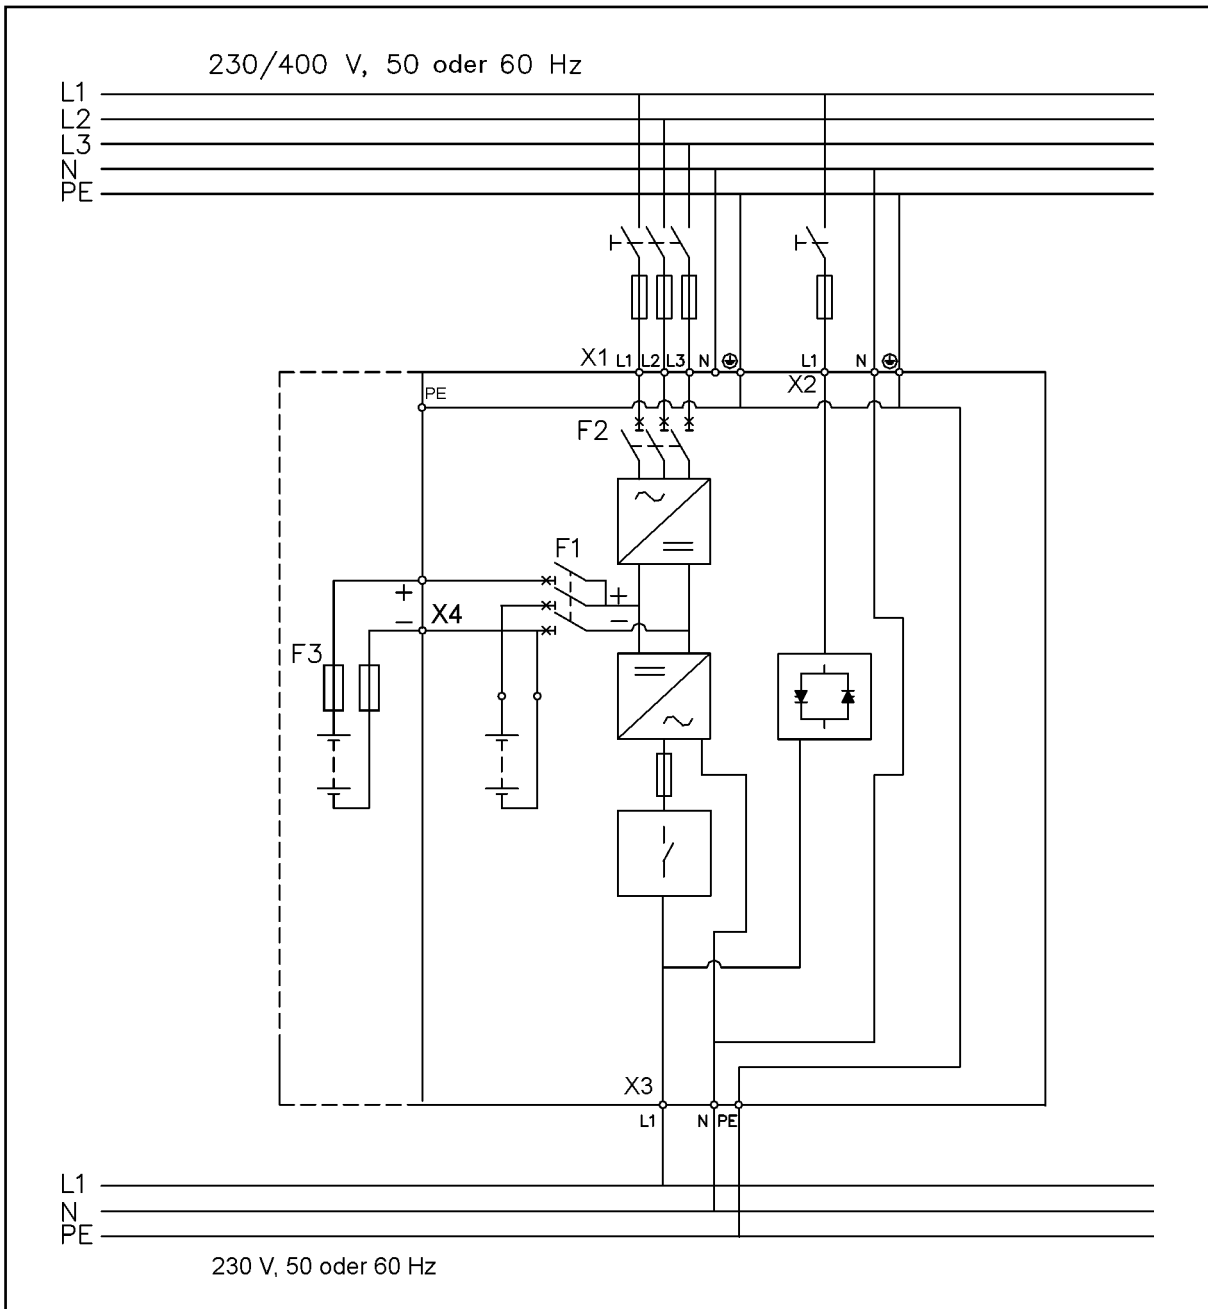 230/400 V, 50 oder 60 Hz
L1
L2
L3
N
PE
X1 L1 L2 L3 N L1 N
X2
PE
F2
F1
+ +
− X4 −
F3
X3
L1 N PE
L1
N
PE
230 V, 50 oder 60 Hz